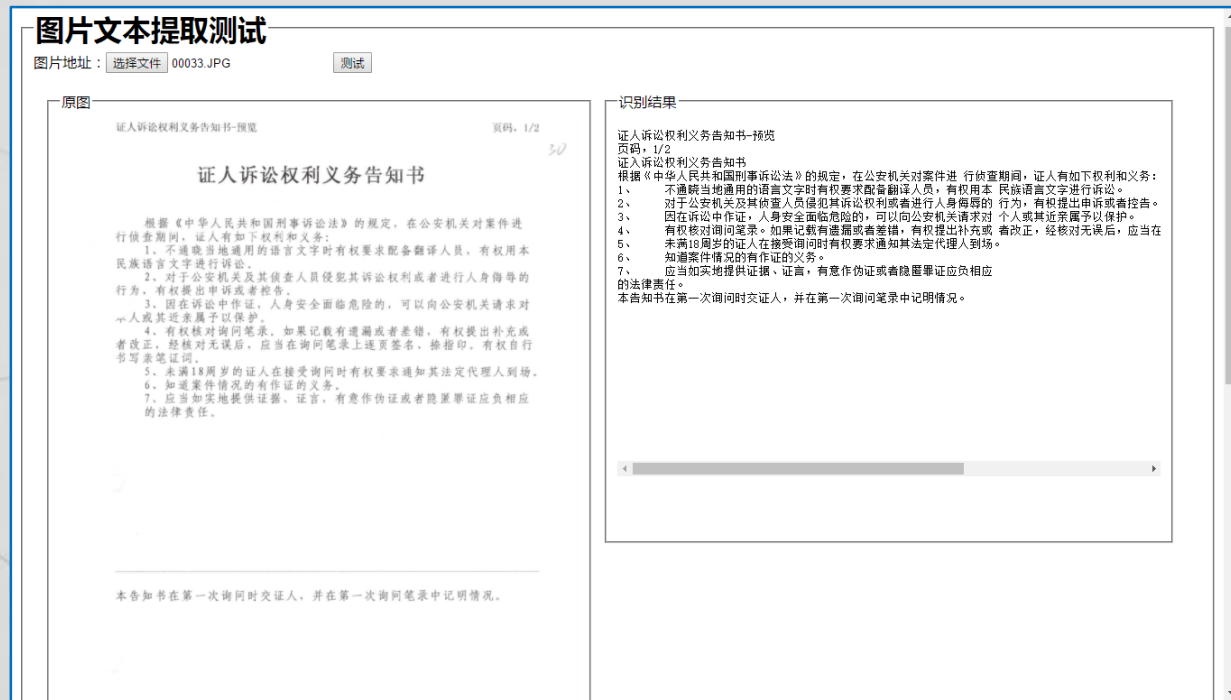 图片文本提取测试
图片地址：选择文件 00033.JPG 测试
原图
证人诉讼权利义务告知书-预览 页码，1/2
30
证人诉讼权利义务告知书
根据《中华人民共和国刑事诉讼法》的规定，在公安机关对案件进
行侦查期间，证人有如下权利和义务：
1、不通晓当地通用的语言文字时有权要求配备翻译人员，有权用本
民族语言文字进行诉讼。
2、对于公安机关及其侦查人员侵犯其诉讼权利或者进行人身侮辱的
行为，有权提出申诉或者控告。
3、因在诉讼中作证，人身安全面临危险的，可以向公安机关请求对
人或其近亲属予以保护。
4、有权核对询问笔录。如果记载有遗漏或者差错，有权提出补充或
者改正，经核对无误后，应当在询问笔录上逐页签名、捺指印。有权自行
书写亲笔证词。
5、未满18周岁的证人在接受询问时有权要求通知其法定代理人到场。
6、知道案件情况的有作证的义务。
7、应当如实地提供证据、证言，有意作伪证或者隐匿罪证应负相应
的法律责任。
本告知书在第一次询问时交证人，并在第一次询问笔录中记明情况。
识别结果
证人诉讼权利义务告知书-预览
页码，1/2
证入诉讼权利义务告知书
根据《中华人民共和国刑事诉讼法》的规定，在公安机关对案件进 行侦查期间，证人有如下权利和义务：
1、 不通晓当地通用的语言文字时有权要求配备翻译人员，有权用本 民族语言文字进行诉讼。
2、 对于公安机关及其侦查人员侵犯其诉讼权利或者进行人身侮辱的 行为，有权提出申诉或者控告。
3、 因在诉讼中作证，人身安全面临危险的，可以向公安机关请求对 个人或其近亲属予以保护。
4、 有权核对询问笔录。如果记载有遗漏或者差错，有权提出补充或 者改正，经核对无误后，应当在
5、 未满18周岁的证人在接受询问时有权要求通知其法定代理人到场。
6、 知道案件情况的有作证的义务。
7、 应当如实地提供证据、证言，有意作伪证或者隐匿罪证应负相应
的法律责任。
本告知书在第一次询问时交证人，并在第一次询问笔录中记明情况。